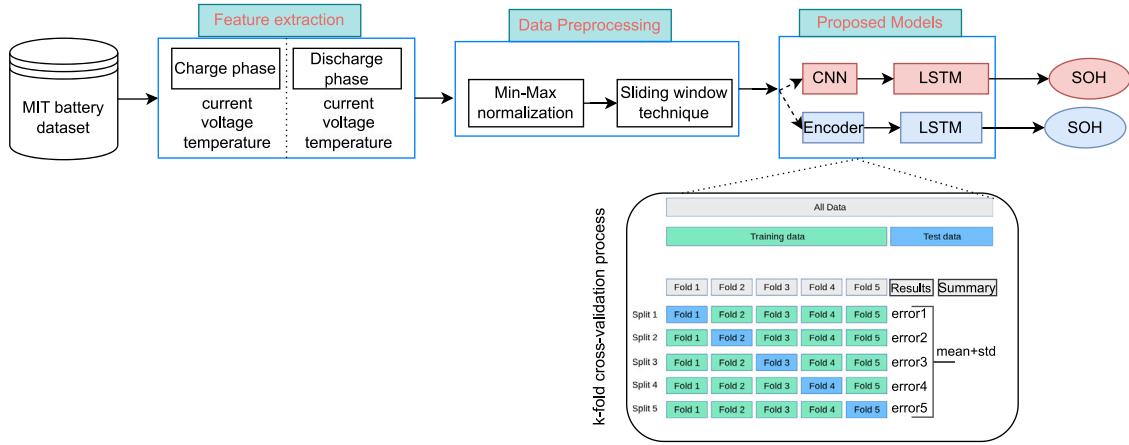 Feature extraction
Data Preprocessing
Proposed Models
MIT battery
dataset
Charge phase
current
voltage
temperature
Discharge
phase
current
voltage
temperature
Min-Max
normalization
Sliding window
technique
CNN
LSTM
SOH
Encoder
LSTM
SOH
k-fold cross-validation process
All Data
Training data
Test data
Fold 1 Fold 2 Fold 3 Fold 4 Fold 5 Results Summary
Split 1 Fold 1 Fold 2 Fold 3 Fold 4 Fold 5 error1
Split 2 Fold 1 Fold 2 Fold 3 Fold 4 Fold 5 error2
Split 3 Fold 1 Fold 2 Fold 3 Fold 4 Fold 5 error3
mean+std
Split 4 Fold 1 Fold 2 Fold 3 Fold 4 Fold 5 error4
Split 5 Fold 1 Fold 2 Fold 3 Fold 4 Fold 5 error5